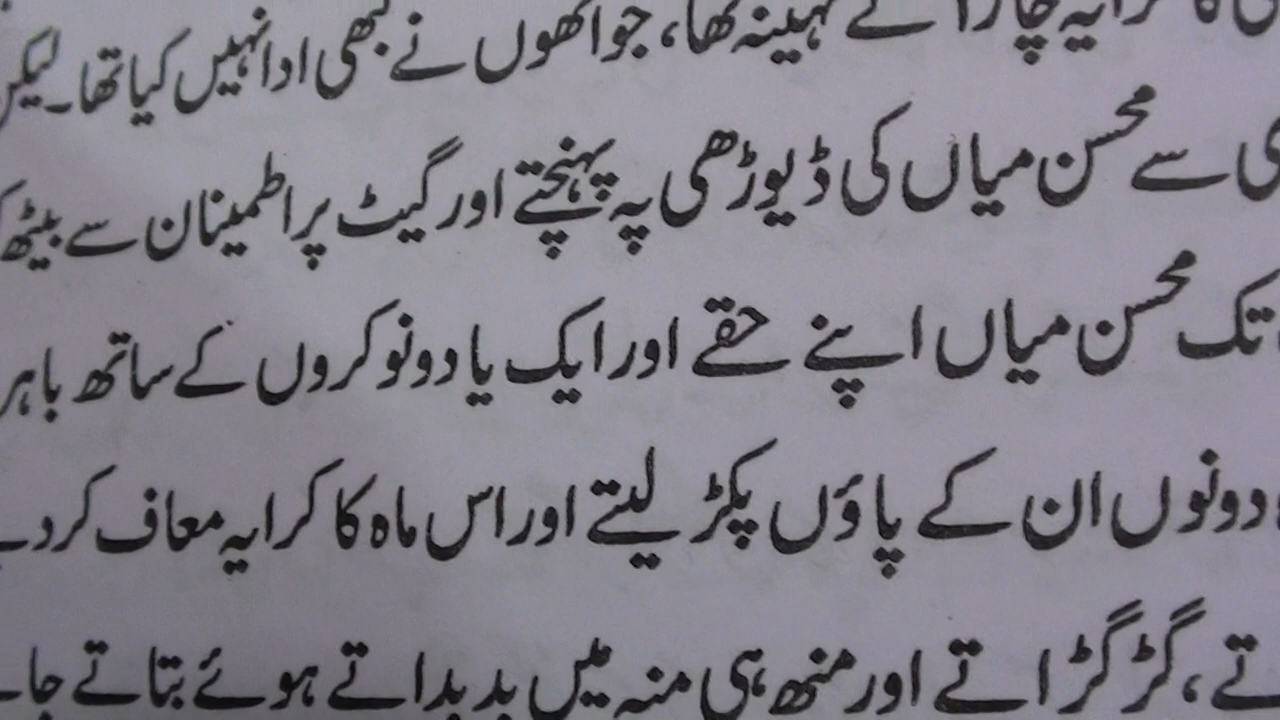 کا کرایہ چار آنے مہینہ تھا، جو انھوں نے کبھی ادا نہیں کیا تھا۔ لیکن
سے محسن میاں کی ڈیوڑھی پہ پہنچتے اور گیٹ پر اطمینان سے بیٹھ
تک محسن میاں اپنے حقے اور ایک یا دو نوکروں کے ساتھ باہر
دونوں ان کے پاؤں پکڑ لیتے اور اس ماہ کا کرایہ معاف کر
گڑگڑاتے اور منھ ہی منہ میں بدبداتے ہوئے بتاتے